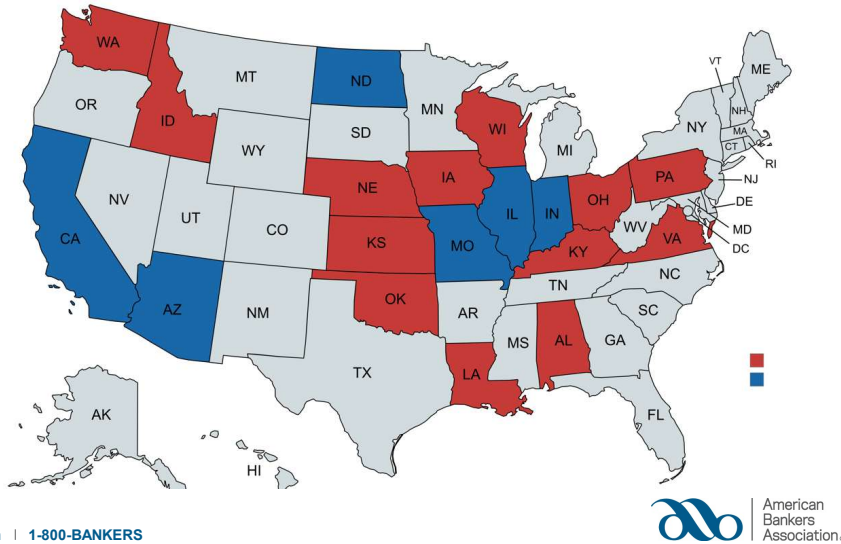 WA
MT
ND
MN
VT
ME
OR
ID
WY
SD
WI
MI
NY
NH
MA
CT
RI
NV
UT
CO
NE
IA
IL
IN
OH
PA
NJ
DE
MD
DC
WV
VA
CA
KS
MO
KY
AZ
NM
OK
AR
TN
NC
SC
TX
LA
MS
AL
GA
FL
AK
HI
| 1-800-BANKERS
American
Bankers
Association